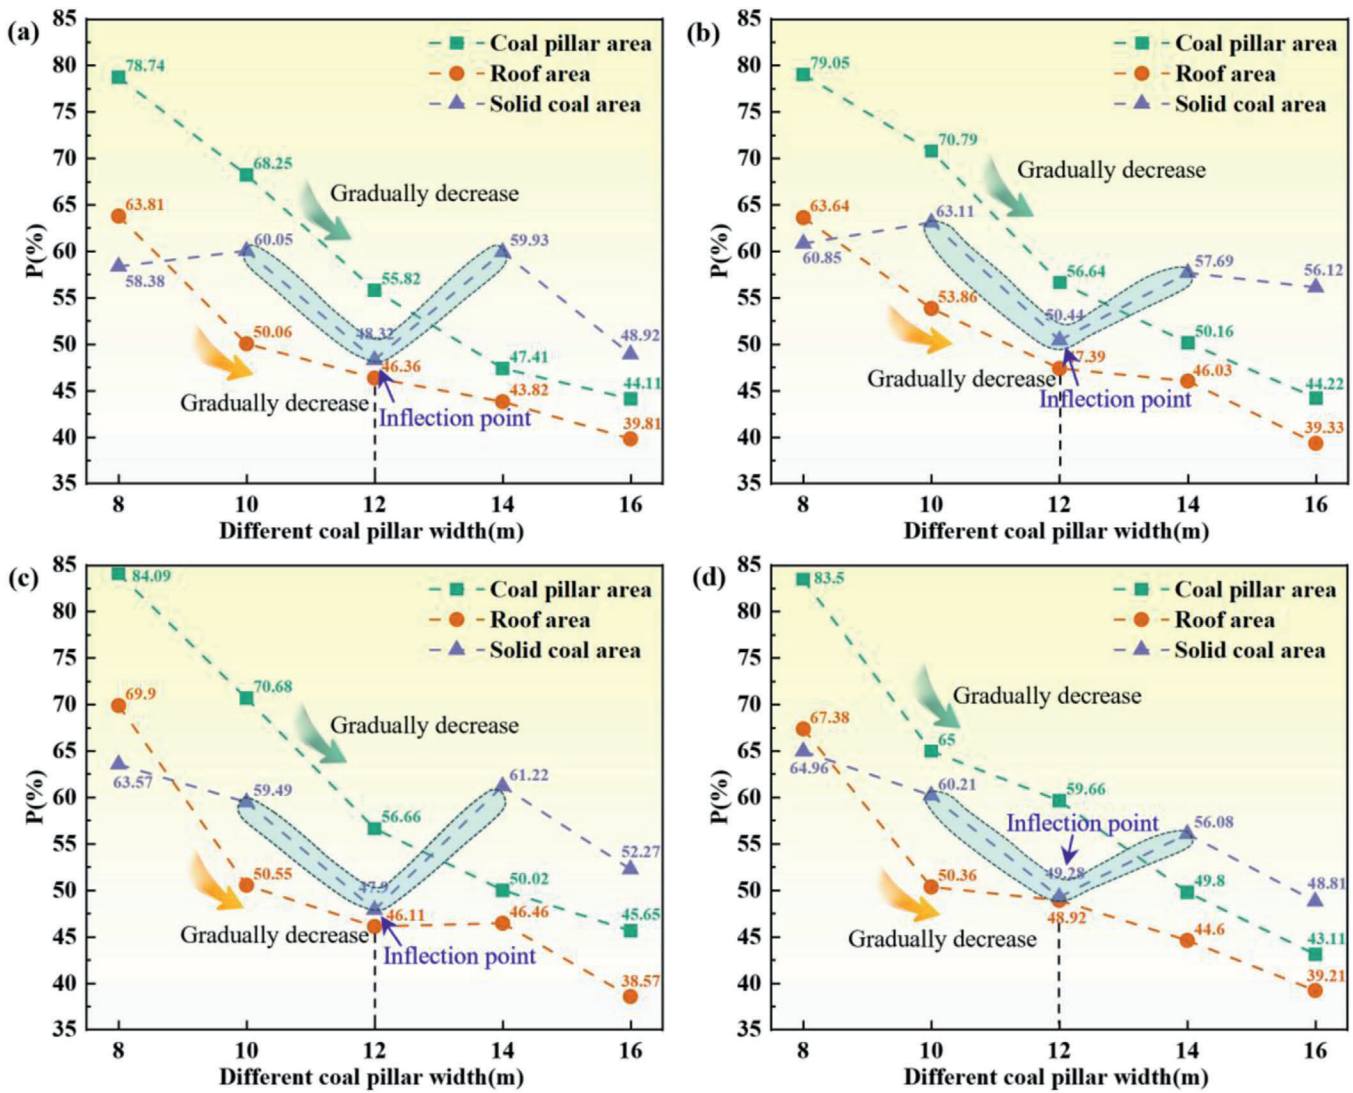 (a)
85
80
75
70
65
60
55
50
45
40
35
P(%)
Coal pillar area
Roof area
Solid coal area
78.74
68.25
55.82
47.41
44.11
63.81
50.06
46.36
43.82
39.81
58.38
60.05
48.32
59.93
48.92
Gradually decrease
Gradually decrease
Inflection point
8 10 12 14 16
Different coal pillar width(m)
(b)
85
80
75
70
65
60
55
50
45
40
35
P(%)
Coal pillar area
Roof area
Solid coal area
79.05
70.79
56.64
50.16
44.22
63.64
53.86
47.39
46.03
39.33
60.85
63.11
50.44
57.69
56.12
Gradually decrease
Gradually decrease
Inflection point
8 10 12 14 16
Different coal pillar width(m)
(c)
85
80
75
70
65
60
55
50
45
40
35
P(%)
Coal pillar area
Roof area
Solid coal area
84.09
70.68
56.66
50.02
45.65
69.9
50.55
46.11
46.46
38.57
63.57
59.49
47.9
61.22
52.27
Gradually decrease
Gradually decrease
Inflection point
8 10 12 14 16
Different coal pillar width(m)
(d)
85
80
75
70
65
60
55
50
45
40
35
P(%)
Coal pillar area
Roof area
Solid coal area
83.5
65
59.66
49.8
43.11
67.38
50.36
48.92
44.6
39.21
64.96
60.21
49.28
56.08
48.81
Gradually decrease
Inflection point
Gradually decrease
8 10 12 14 16
Different coal pillar width(m)